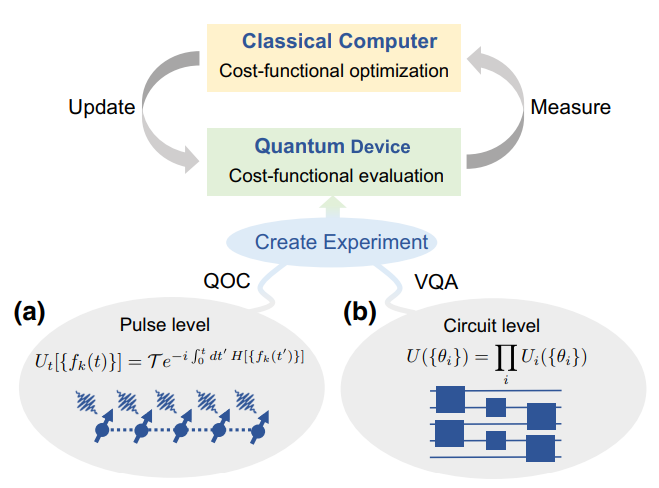 Classical Computer
Cost-functional optimization
Update
Measure
Quantum Device
Cost-functional evaluation
Create Experiment
QOC
VQA
(a)
Pulse level
U_t[{f_k(t)}] = 𝒯e^{-i ∫_0^t dt′ H[{f_k(t′)}]}
(b)
Circuit level
U({θ_i}) = ∏_i U_i({θ_i})